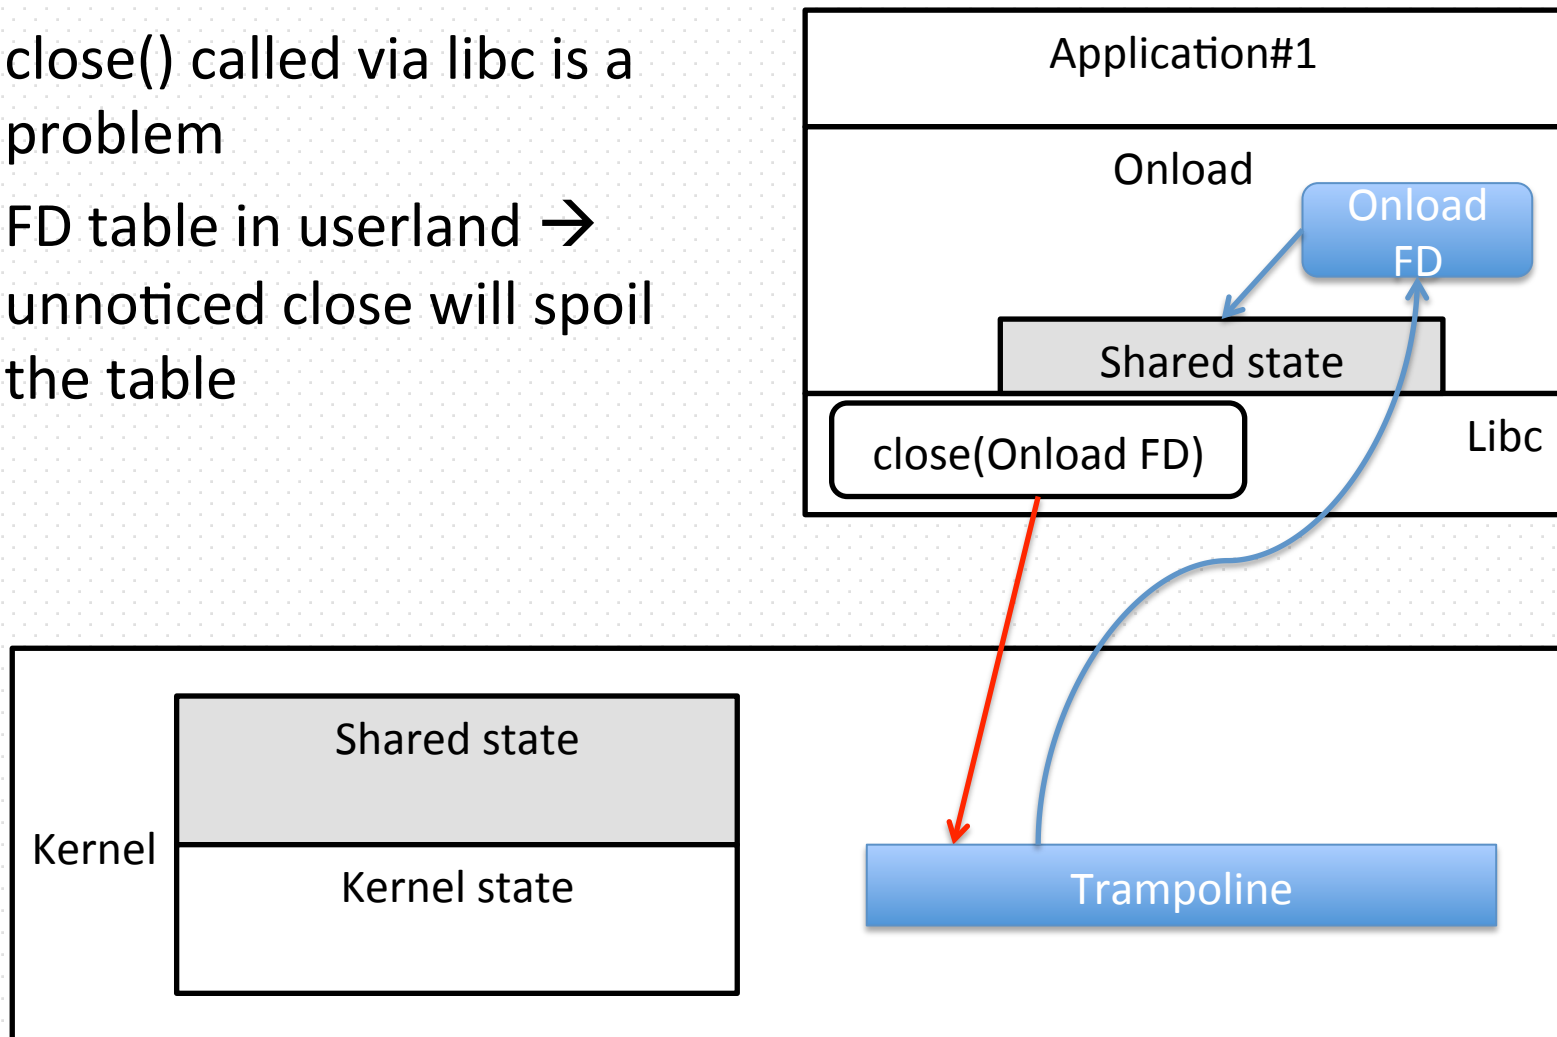 close() called via libc is a
problem
FD table in userland →
unnoticed close will spoil
the table
Application#1
Onload
Onload
FD
Shared state
close(Onload FD)
Libc
Shared state
Kernel
Kernel state
Trampoline